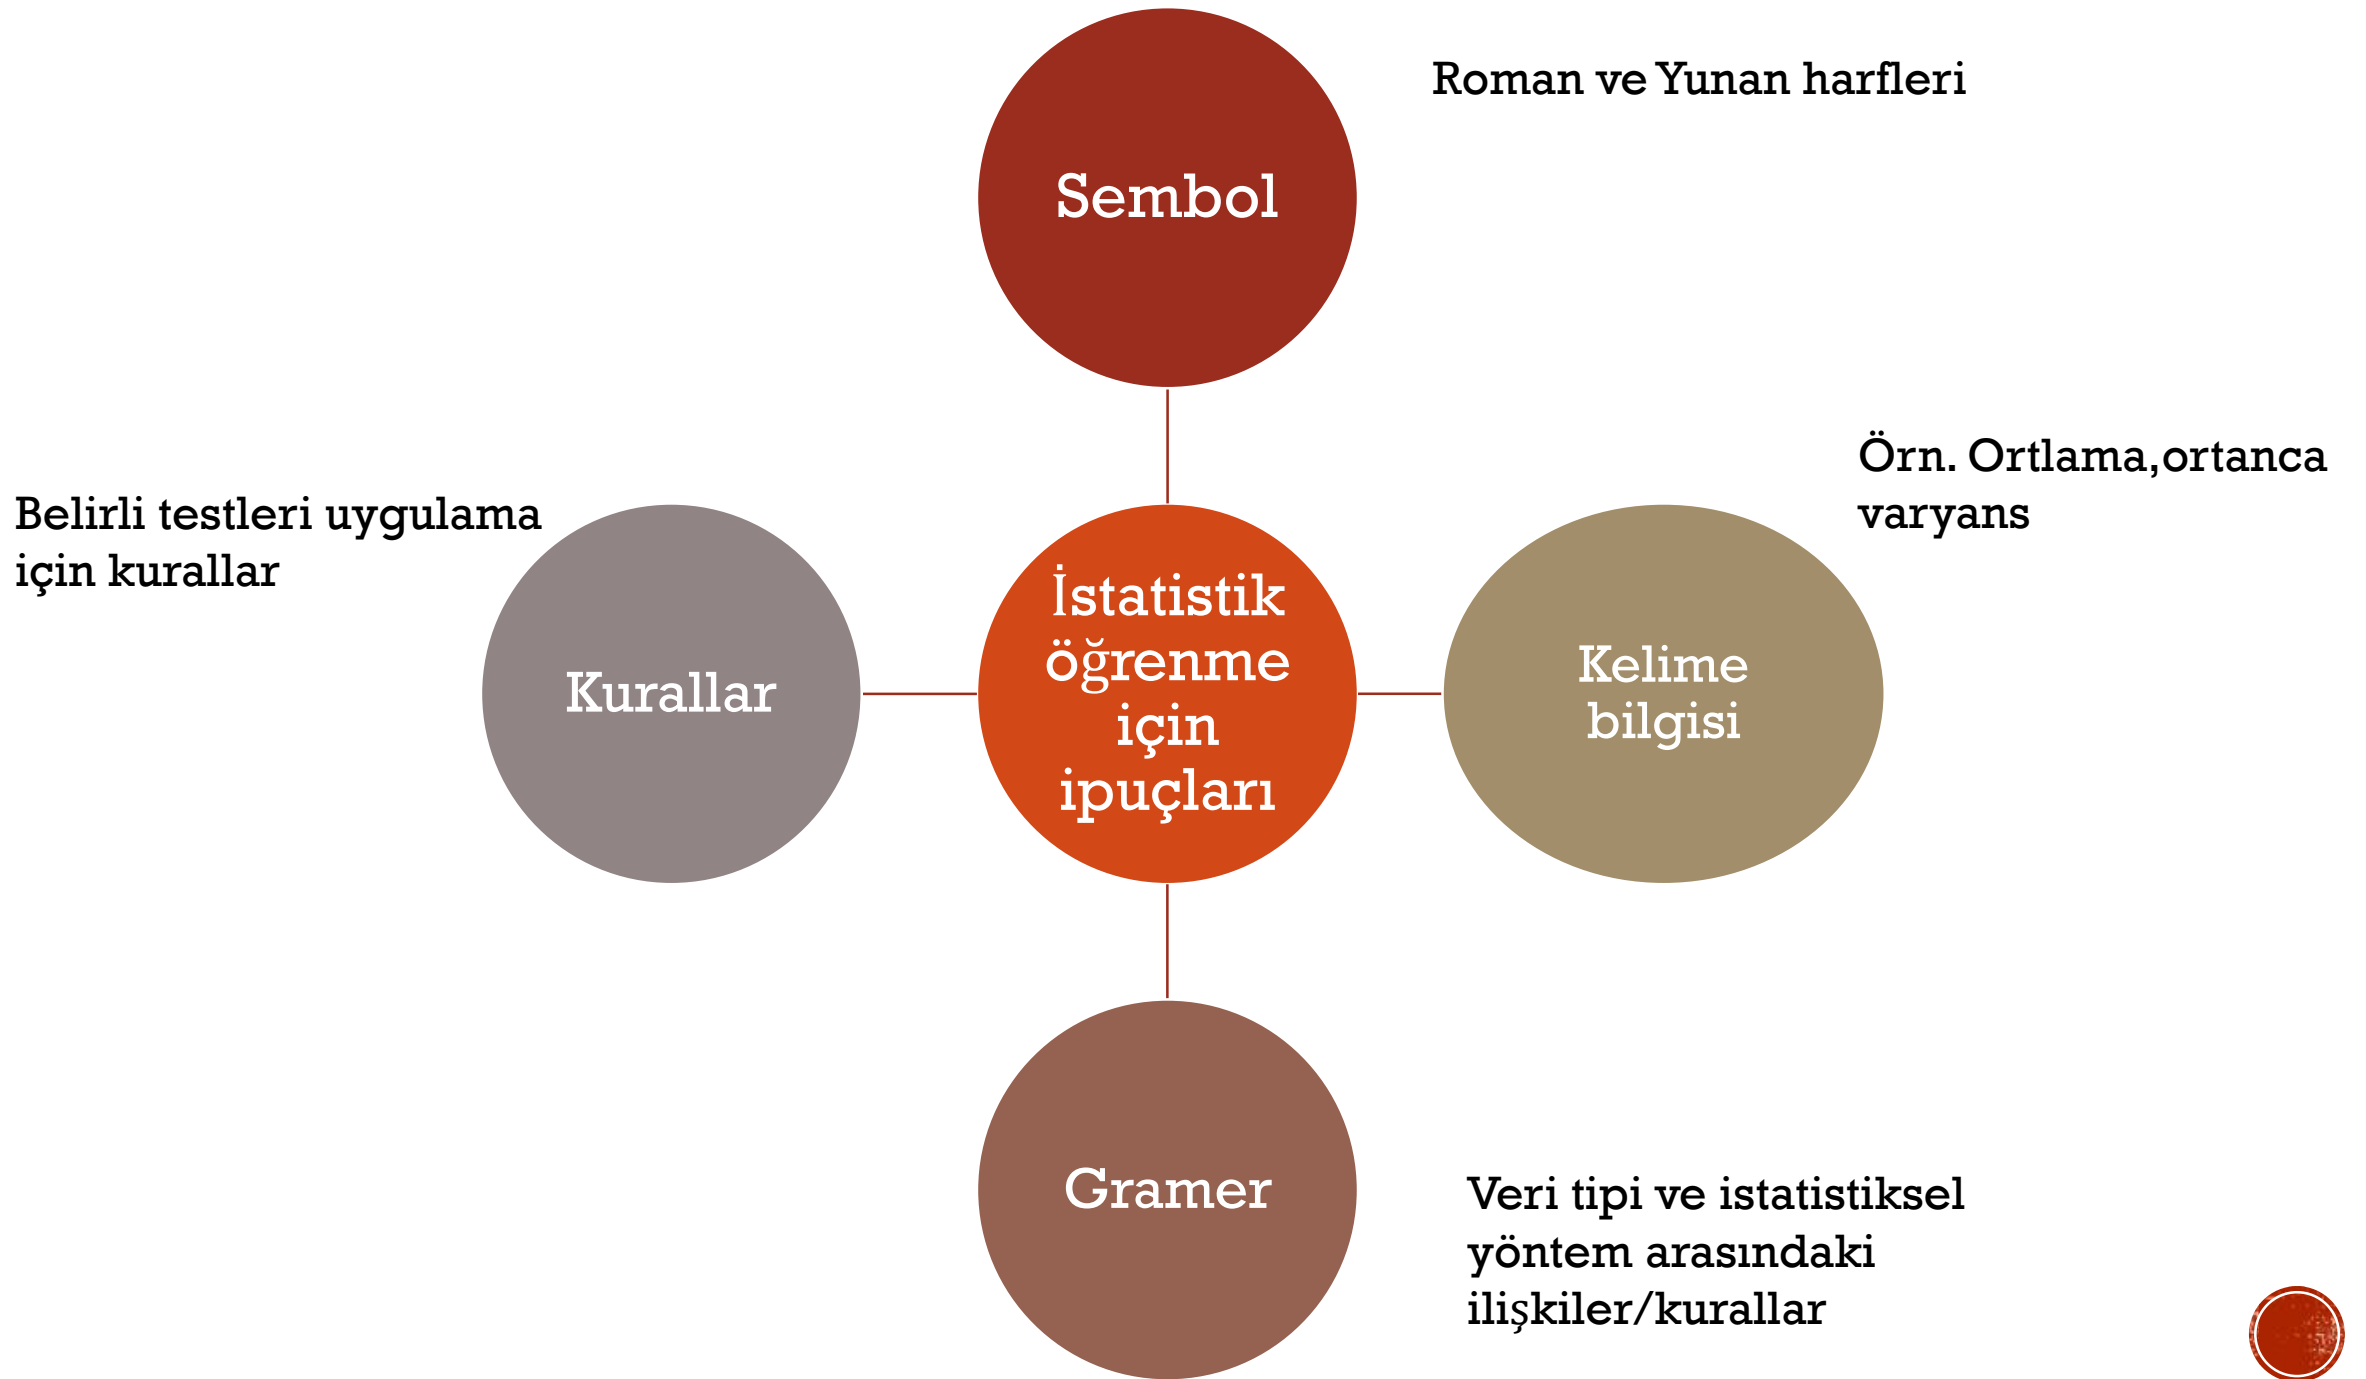 Roman ve Yunan harfleri
Sembol
Örn. Ortlama,ortanca
varyans
Belirli testleri uygulama
için kurallar
Kurallar
İstatistik
öğrenme
için
ipuçları
Kelime
bilgisi
Gramer
Veri tipi ve istatistiksel
yöntem arasındaki
ilişkiler/kurallar